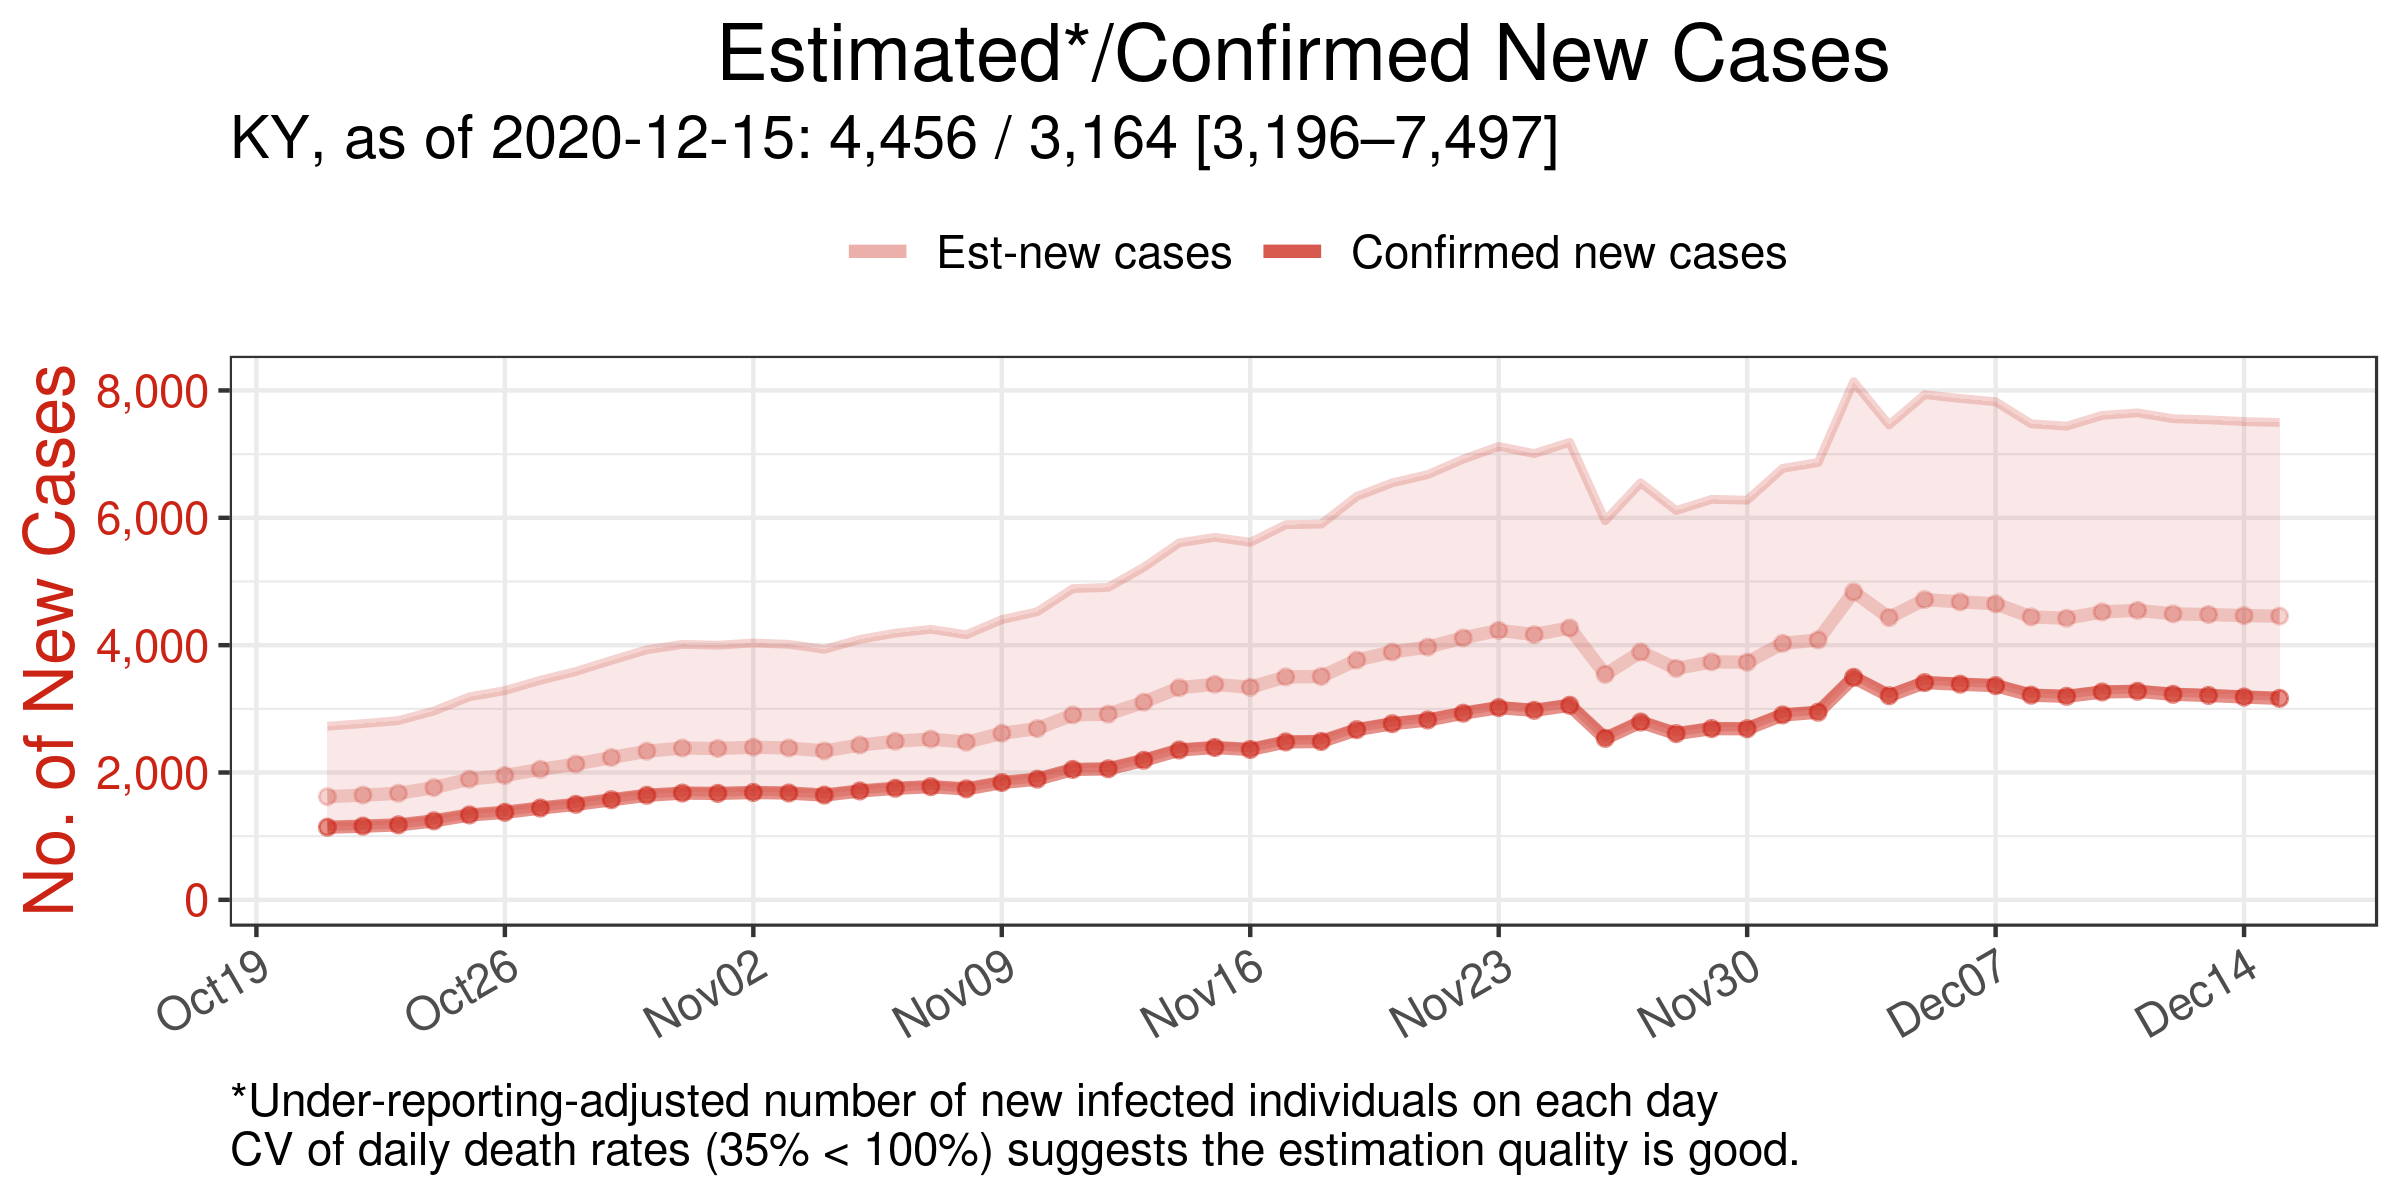 Estimated*/Confirmed New Cases
KY, as of 2020-12-15: 4,456 / 3,164 [3,196–7,497]
Est-new cases
Confirmed new cases
No. of New Cases
8,000
6,000
4,000
2,000
0
Oct19
Oct26
Nov02
Nov09
Nov16
Nov23
Nov30
Dec07
Dec14
*Under-reporting-adjusted number of new infected individuals on each day
CV of daily death rates (35% < 100%) suggests the estimation quality is good.